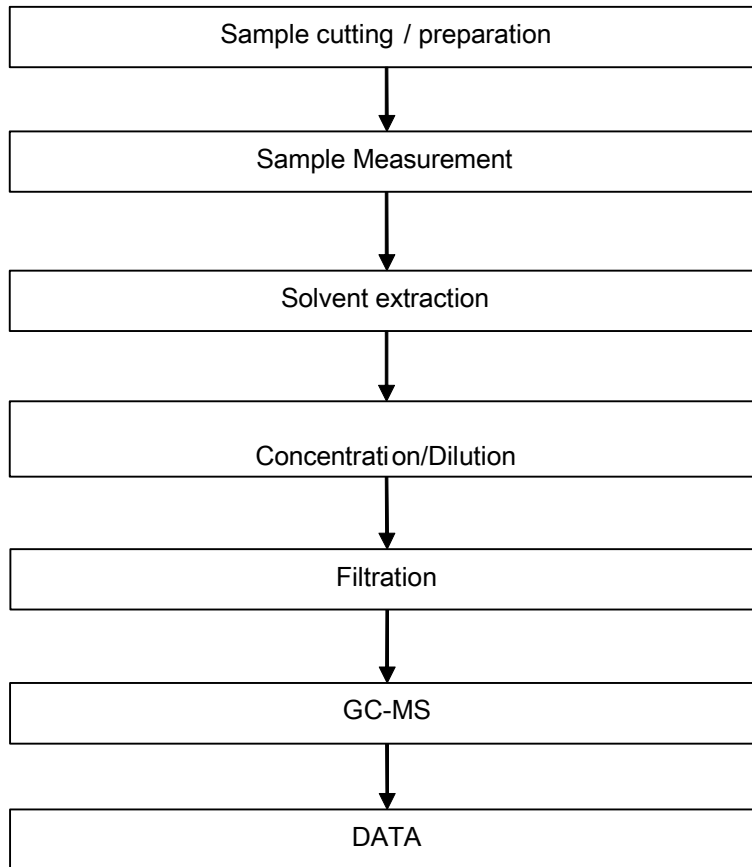 Sample cutting / preparation
Sample Measurement
Solvent extraction
Concentration/Dilution
Filtration
GC-MS
DATA